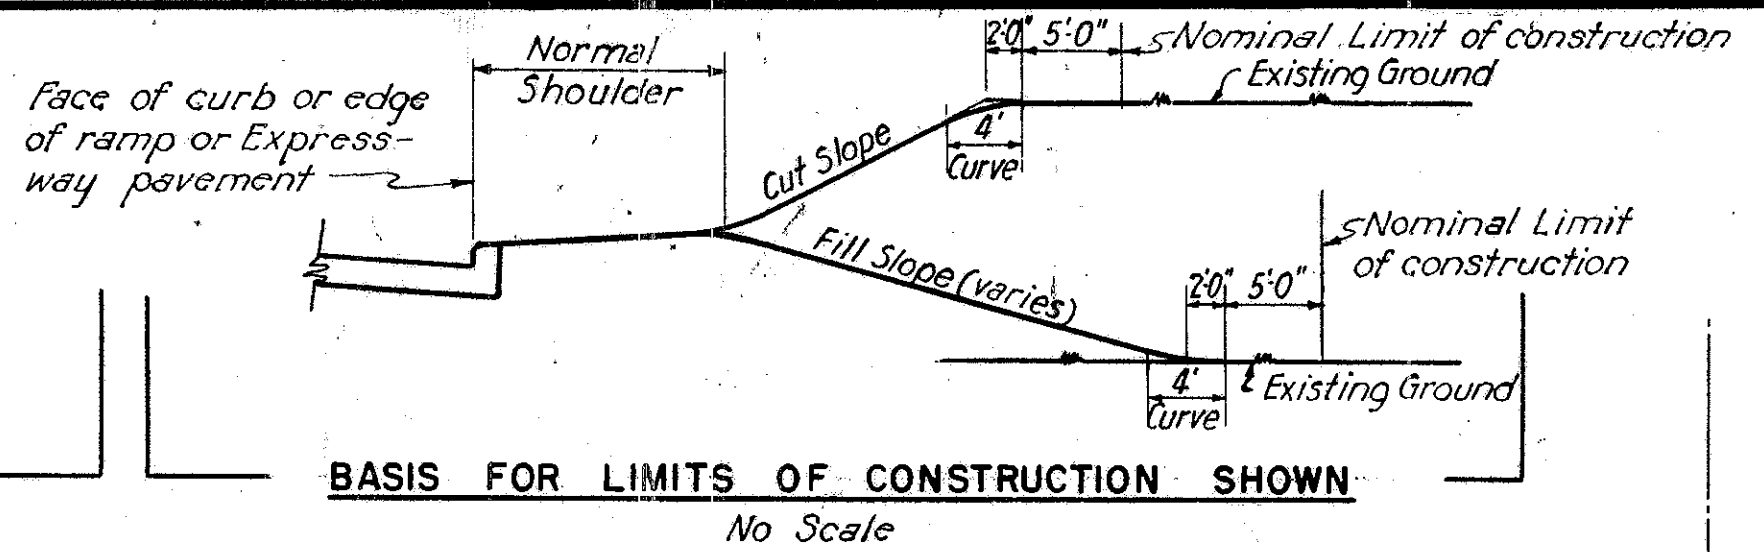 Normal
Shoulder
Face of curb or edge
of ramp or Express-
way pavement
2'-0" 5'-0"
Nominal Limit of construction
Existing Ground
4'
Curve
Cut Slope
Fill Slope (varies)
Nominal Limit
of construction
2'-0" 5'-0"
4'
Curve
Existing Ground
BASIS FOR LIMITS OF CONSTRUCTION SHOWN
No Scale